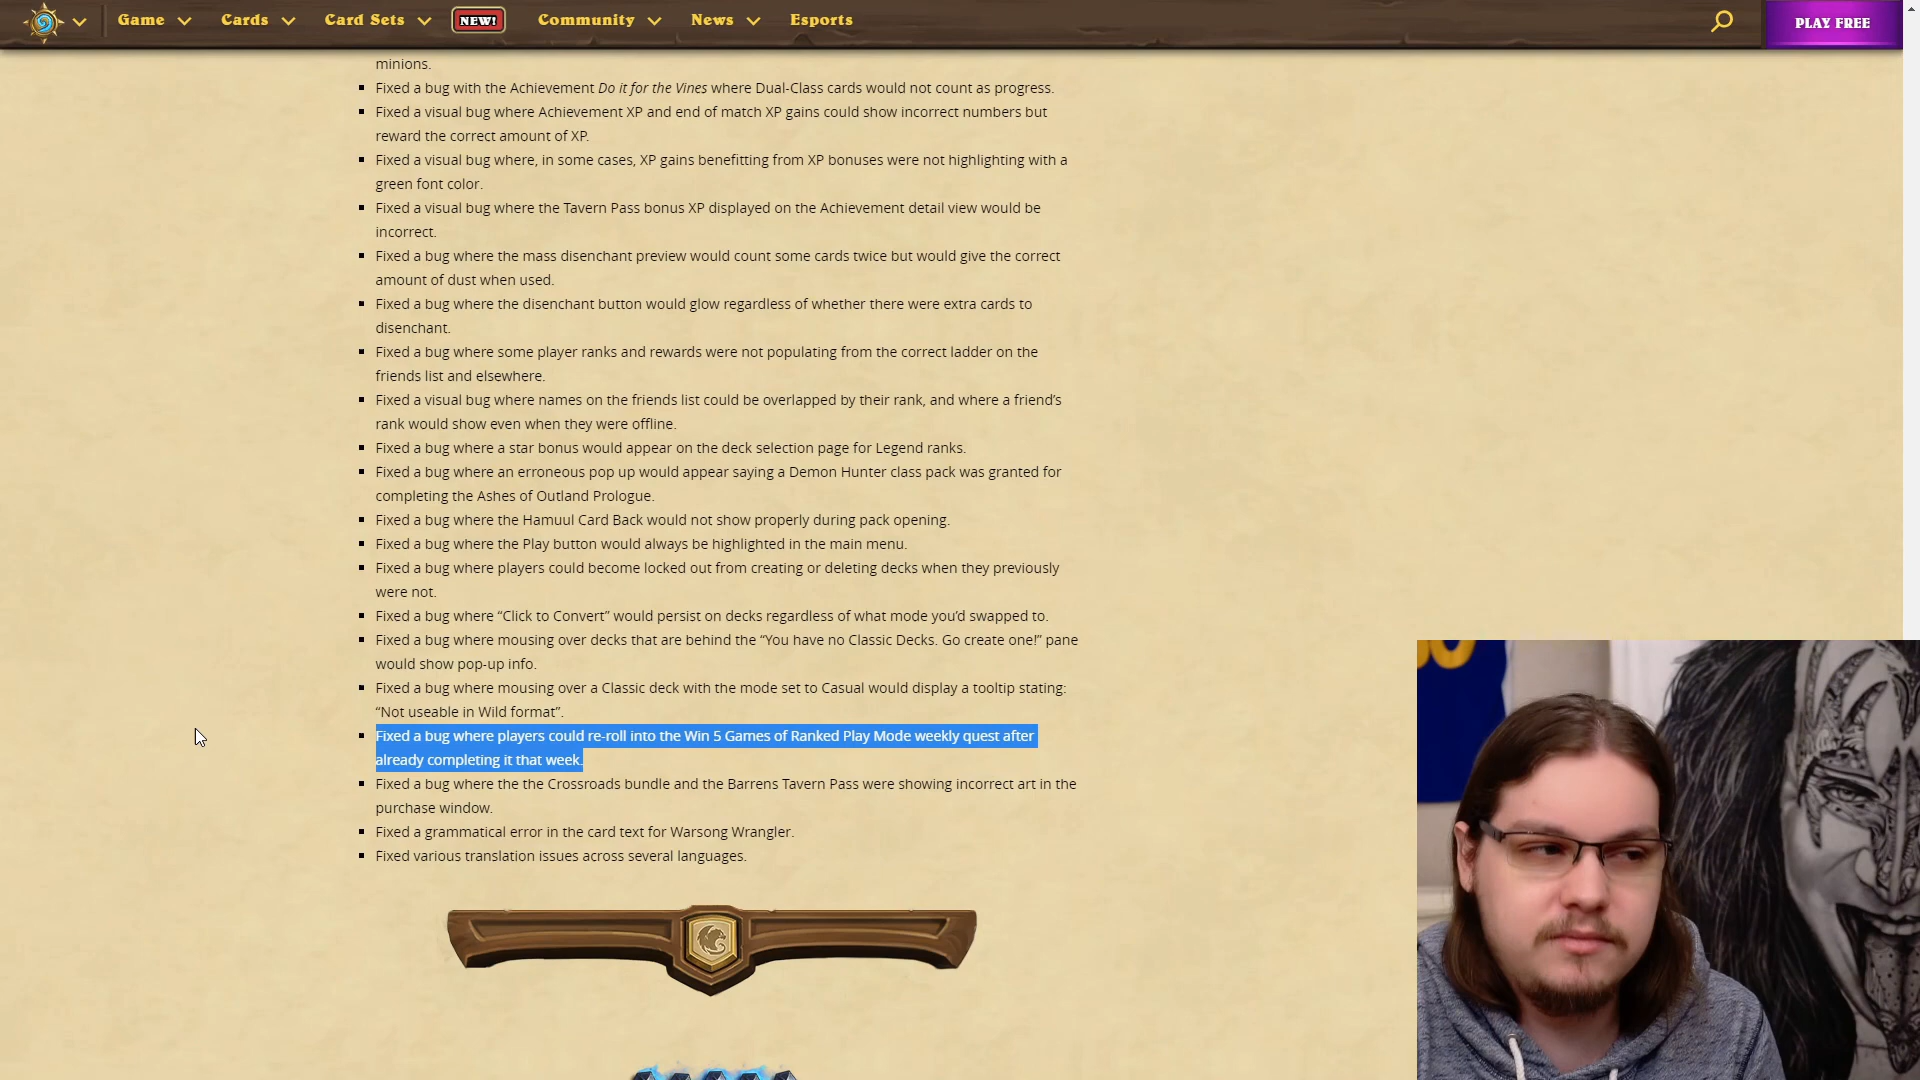 Game Cards Card Sets NEW! Community News Esports PLAY FREE
minions.
Fixed a bug with the Achievement Do it for the Vines where Dual-Class cards would not count as progress.
Fixed a visual bug where Achievement XP and end of match XP gains could show incorrect numbers but
reward the correct amount of XP.
Fixed a visual bug where, in some cases, XP gains benefitting from XP bonuses were not highlighting with a
green font color.
Fixed a visual bug where the Tavern Pass bonus XP displayed on the Achievement detail view would be
incorrect.
Fixed a bug where the mass disenchant preview would count some cards twice but would give the correct
amount of dust when used.
Fixed a bug where the disenchant button would glow regardless of whether there were extra cards to
disenchant.
Fixed a bug where some player ranks and rewards were not populating from the correct ladder on the
friends list and elsewhere.
Fixed a visual bug where names on the friends list could be overlapped by their rank, and where a friend’s
rank would show even when they were offline.
Fixed a bug where a star bonus would appear on the deck selection page for Legend ranks.
Fixed a bug where an erroneous pop up would appear saying a Demon Hunter class pack was granted for
completing the Ashes of Outland Prologue.
Fixed a bug where the Hamuul Card Back would not show properly during pack opening.
Fixed a bug where the Play button would always be highlighted in the main menu.
Fixed a bug where players could become locked out from creating or deleting decks when they previously
were not.
Fixed a bug where “Click to Convert” would persist on decks regardless of what mode you’d swapped to.
Fixed a bug where mousing over decks that are behind the “You have no Classic Decks. Go create one!” pane
would show pop-up info.
Fixed a bug where mousing over a Classic deck with the mode set to Casual would display a tooltip stating:
“Not useable in Wild format”.
Fixed a bug where players could re-roll into the Win 5 Games of Ranked Play Mode weekly quest after
already completing it that week.
Fixed a bug where the the Crossroads bundle and the Barrens Tavern Pass were showing incorrect art in the
purchase window.
Fixed a grammatical error in the card text for Warsong Wrangler.
Fixed various translation issues across several languages.